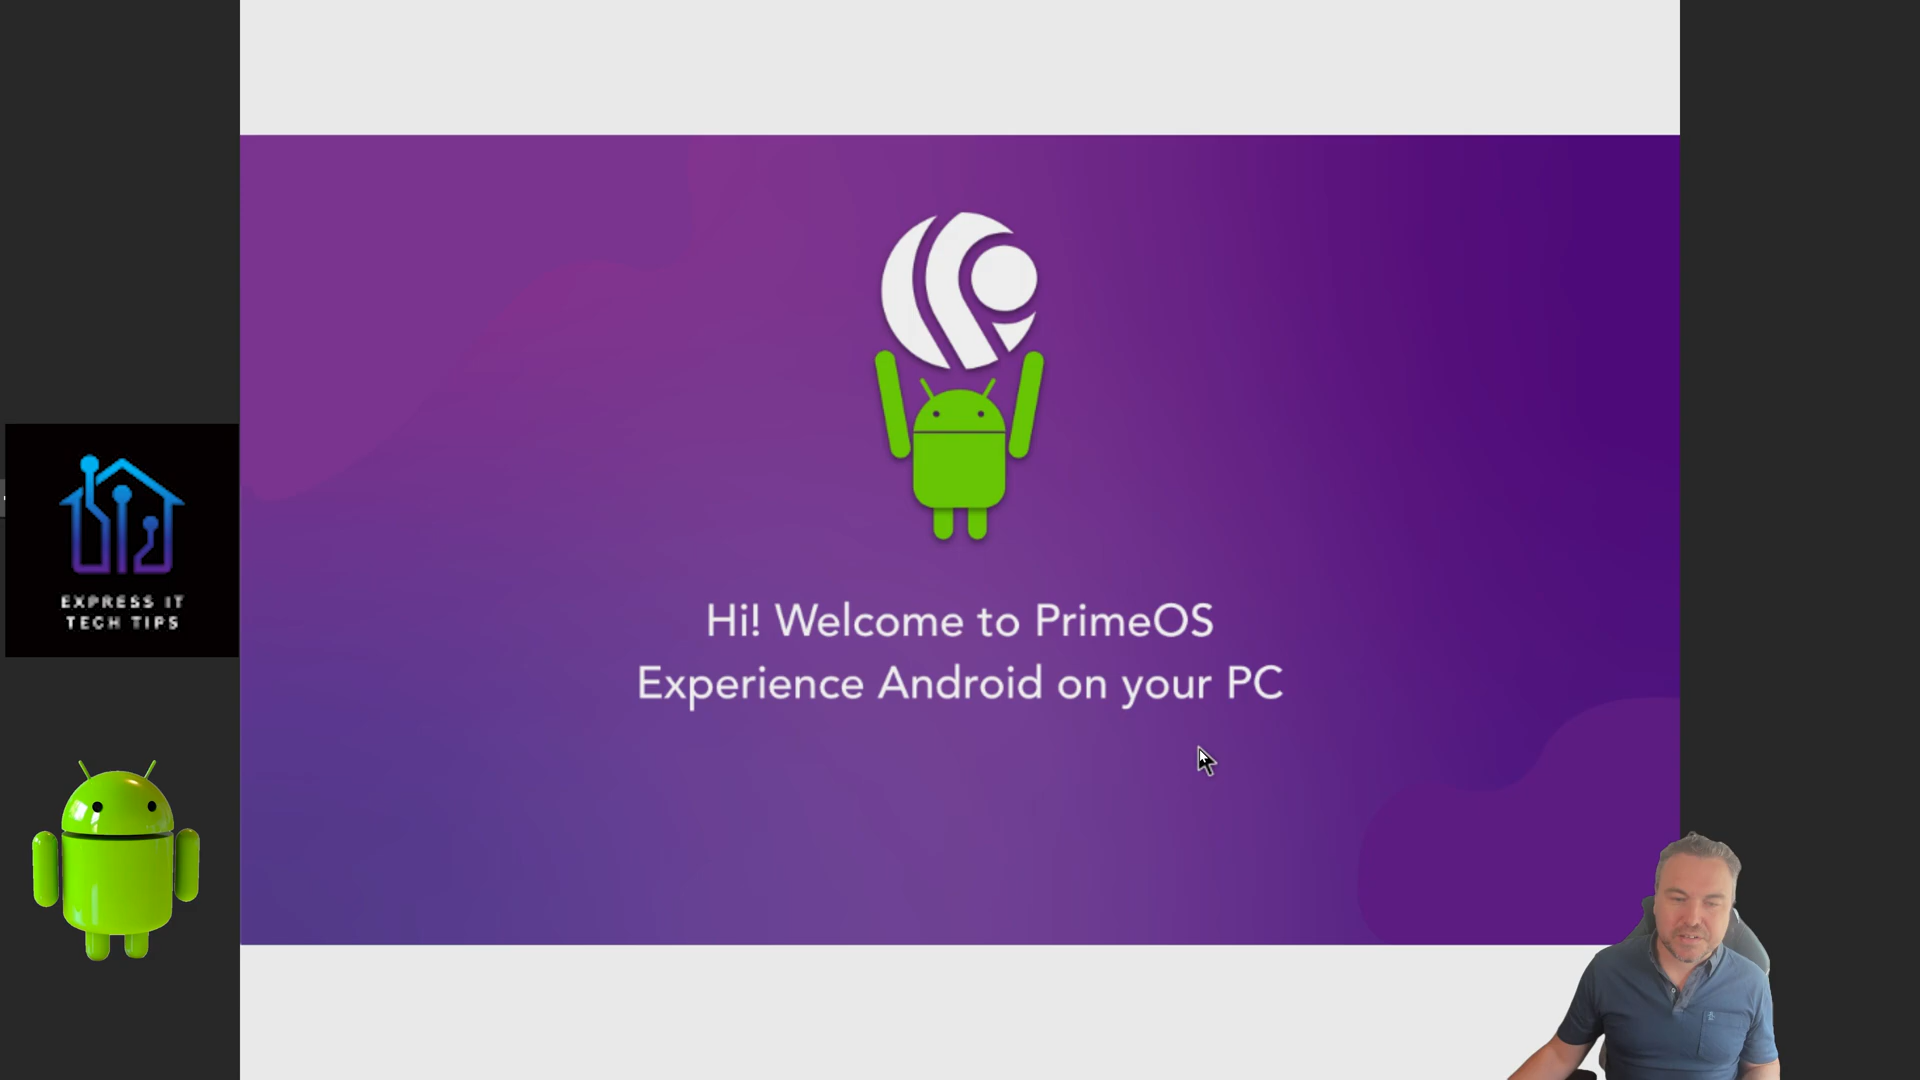 Hi! Welcome to PrimeOS
Experience Android on your PC
EXPRESS IT
TECH TIPS